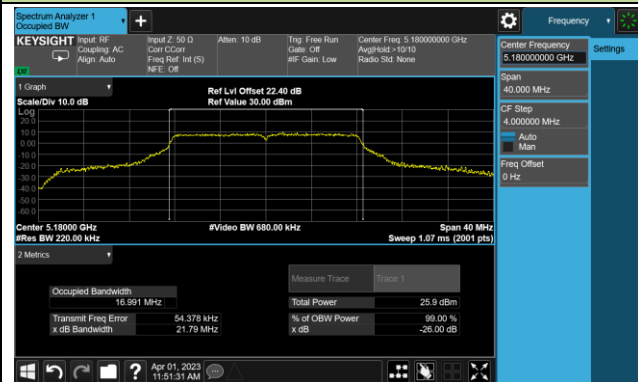 Spectrum Analyzer 1
Occupied BW
Frequency
KEYSIGHT
Input: RF
Coupling: AC
Align: Auto
Input Z: 50 Ω
Corr CCorr
Freq Ref: Int (S)
NFE: Off
Atten: 10 dB
Trig: Free Run
Gate: Off
#IF Gain: Low
Center Freq: 5.180000000 GHz
Avg|Hold:>10/10
Radio Std: None
LXI
Center Frequency
5.180000000 GHz
Settings
Span
40.000 MHz
CF Step
4.000000 MHz
Auto
Man
Freq Offset
0 Hz
1 Graph
Scale/Div 10.0 dB
Ref Lvl Offset 22.40 dB
Ref Value 30.00 dBm
Log
20.0
10.0
0.00
-10.0
-20.0
-30.0
-40.0
-50.0
-60.0
Center 5.18000 GHz
#Res BW 220.00 kHz
#Video BW 680.00 kHz
Span 40 MHz
Sweep 1.07 ms (2001 pts)
2 Metrics
Measure Trace
Trace 1
Occupied Bandwidth
16.991 MHz
Total Power
25.9 dBm
Transmit Freq Error
54.378 kHz
% of OBW Power
99.00 %
x dB Bandwidth
21.79 MHz
x dB
-26.00 dB
?
Apr 01, 2023
11:51:31 AM